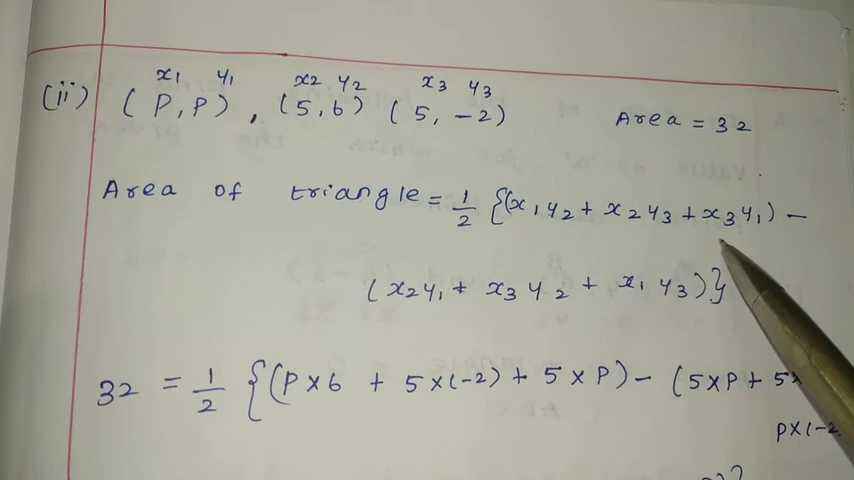 x1 y1 x2 y2 x3 y3
(ii) (P,P), (5,6) (5,-2) Area = 32
Area of triangle = 1/2 {(x1y2 + x2y3 + x3y1) -
(x2y1 + x3y2 + x1y3)}
32 = 1/2 {(P×6 + 5×(-2) + 5×P) - (5×P + 5×
P×(-2